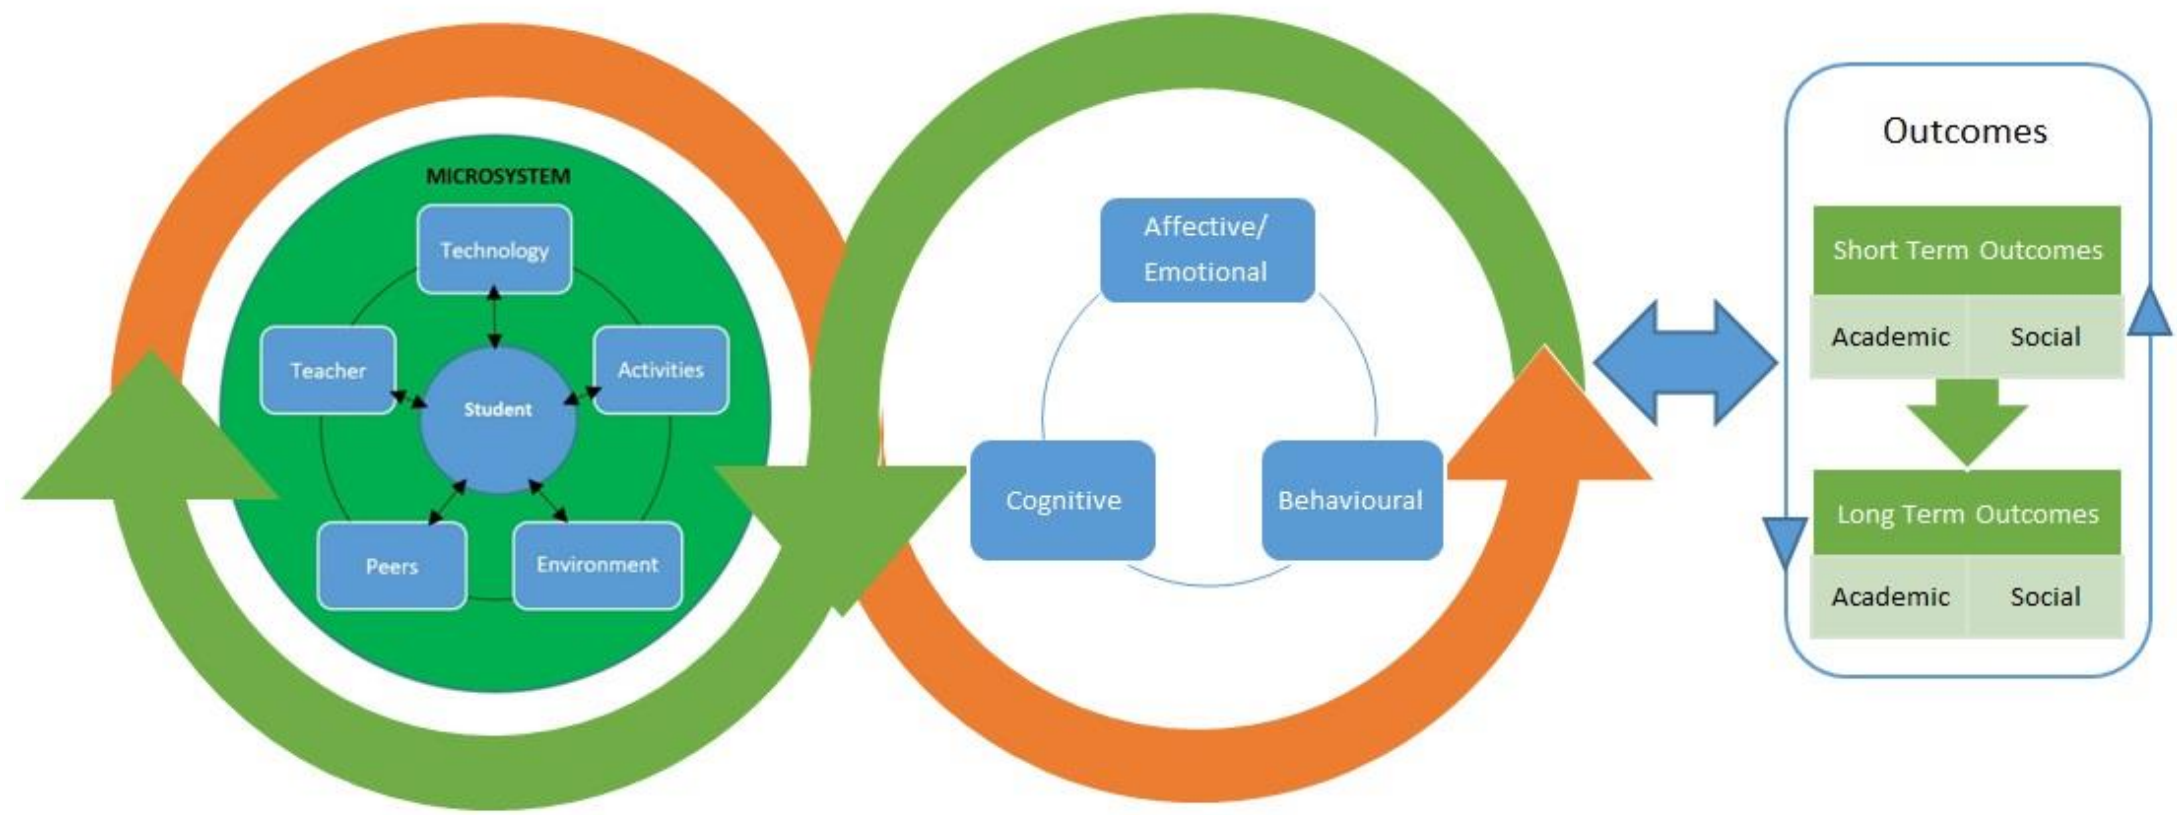 MICROSYSTEM
Technology
Teacher
Activities
Student
Peers
Environment
Affective/
Emotional
Cognitive
Behavioural
Outcomes
Short Term Outcomes
Academic
Social
Long Term Outcomes
Academic
Social